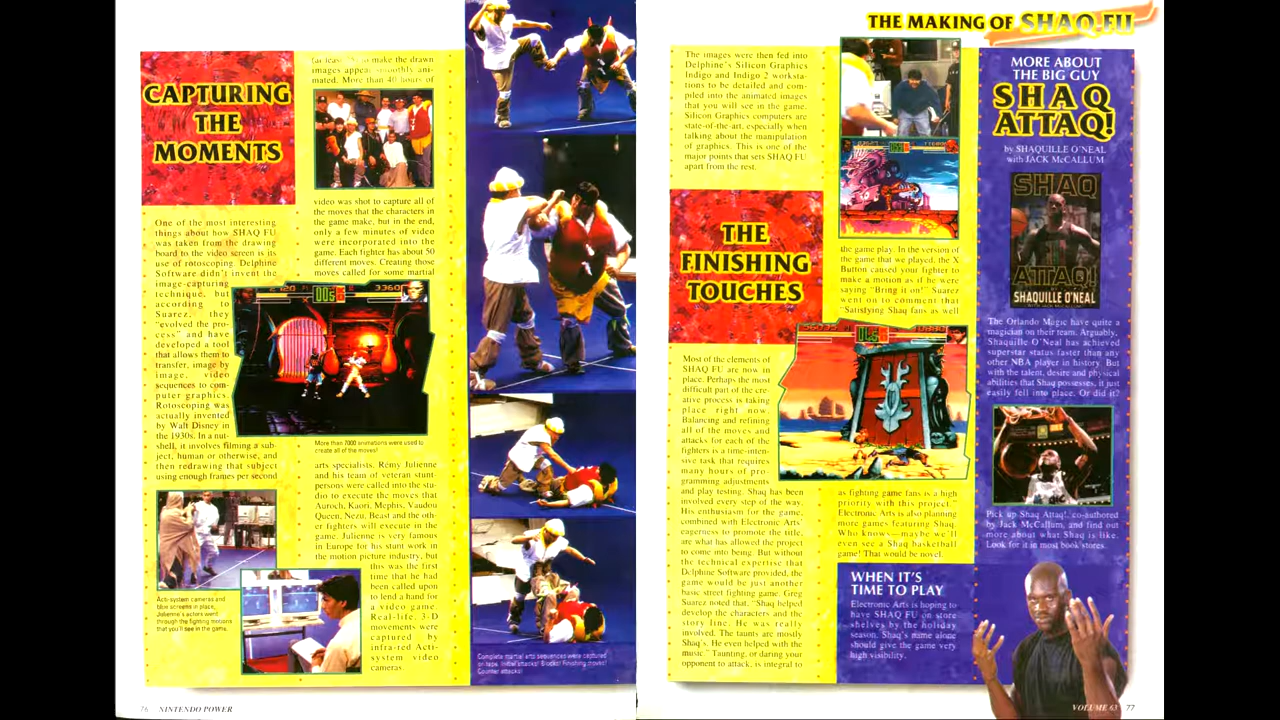 CAPTURING
THE
MOMENTS
One of the most interesting
things about how SHAQ FU
was taken from the drawing
board to the video screen is its
use of rotoscoping. Delphine
Software didn't invent the
image-capturing
technique, but
according to
Suarez, they
"evolved the pro-
cess" and have
developed a tool
that allows them to
transfer, image by
image, video
sequences to com-
puter graphics.
Rotoscoping was
actually invented
by Walt Disney in
the 1930s. In a nut-
shell, it involves filming a sub-
ject, human or otherwise, and
then redrawing that subject
using enough frames per second
Acti-system cameras and
blue screens in place,
Julienne's actors went
through the fighting motions
that you'll see in the game.
to make the drawn
images appear smoothly ani-
mated. More than 40 hours of
video was shot to capture all of
the moves that the characters in
the game make, but in the end,
only a few minutes of video
were incorporated into the
game. Each fighter has about 50
different moves. Creating those
moves called for some martial
005
3360
More than 7000 animations were used to
create all of the moves!
arts specialists. Rémy Julienne
and his team of veteran stunt-
persons were called into the stu-
dio to execute the moves that
Auroch, Kaori, Mephis, Vaudou
Queen, Nezu, Beast and the oth-
er fighters will execute in the
game. Julienne is very famous
in Europe for his stunt work in
the motion picture industry, but
this was the first
time that he had
been called upon
to lend a hand for
a video game.
Real-life, 3-D
movements were
captured by
infra-red Acti-
system video
cameras.
Complete martial arts sequences were captured
on tape. Initial attacks! Blocks! Finishing moves!
Counter attacks!
76 NINTENDO POWER
THE MAKING OF SHAQ-FU
The images were then fed into
Delphine's Silicon Graphics
Indigo and Indigo 2 worksta-
tions to be detailed and com-
piled into the animated images
that you will see in the game.
Silicon Graphics computers are
state-of-the-art, especially when
talking about the manipulation
of graphics. This is one of the
major points that sets SHAQ FU
apart from the rest.
THE
FINISHING
TOUCHES
Most of the elements of
SHAQ FU are now in
place. Perhaps the most
difficult part of the cre-
ative process is taking
place right now.
Balancing and refining
all of the moves and
attacks for each of the
fighters is a time-inten-
sive task that requires
many hours of pro-
gramming adjustments
and play testing. Shaq has been
involved every step of the way.
His enthusiasm for the game,
combined with Electronic Arts'
eagerness to promote the title,
are what has allowed the project
to come into being. But without
the technical expertise that
Delphine Software provided, the
game would be just another
basic street fighting game. Greg
Suarez noted that, "Shaq helped
develop the characters and the
story line. He was really
involved. The taunts are mostly
Shaq's. He even helped with the
music." Taunting, or daring your
opponent to attack, is integral to
the game play. In the version of
the game that we played, the X
Button caused your fighter to
make a motion as if he were
saying "Bring it on!" Suarez
went on to comment that
"Satisfying Shaq fans as well
as fighting game fans is a high
priority with this project."
Electronic Arts is also planning
more games featuring Shaq.
Who knows—maybe we'll
even see a Shaq basketball
game! That would be novel.
WHEN IT'S
TIME TO PLAY
Electronic Arts is hoping to
have SHAQ FU on store
shelves by the holiday
season. Shaq's name alone
should give the game very
high visibility.
MORE ABOUT
THE BIG GUY
SHAQ
ATTAQ!
by SHAQUILLE O'NEAL
with JACK McCALLUM
SHAQ
ATTAQ!
SHAQUILLE O'NEAL
The Orlando Magic have quite a
magician on their team. Arguably,
Shaquille O'Neal has achieved
superstar status faster than any
other NBA player in history. But
with the talent, desire and physical
abilities that Shaq possesses, it just
easily fell into place. Or did it?
Pick up Shaq Attaq!, co-authored
by Jack McCallum, and find out
more about what Shaq is like.
Look for it in most book stores.
VOLUME 63 77